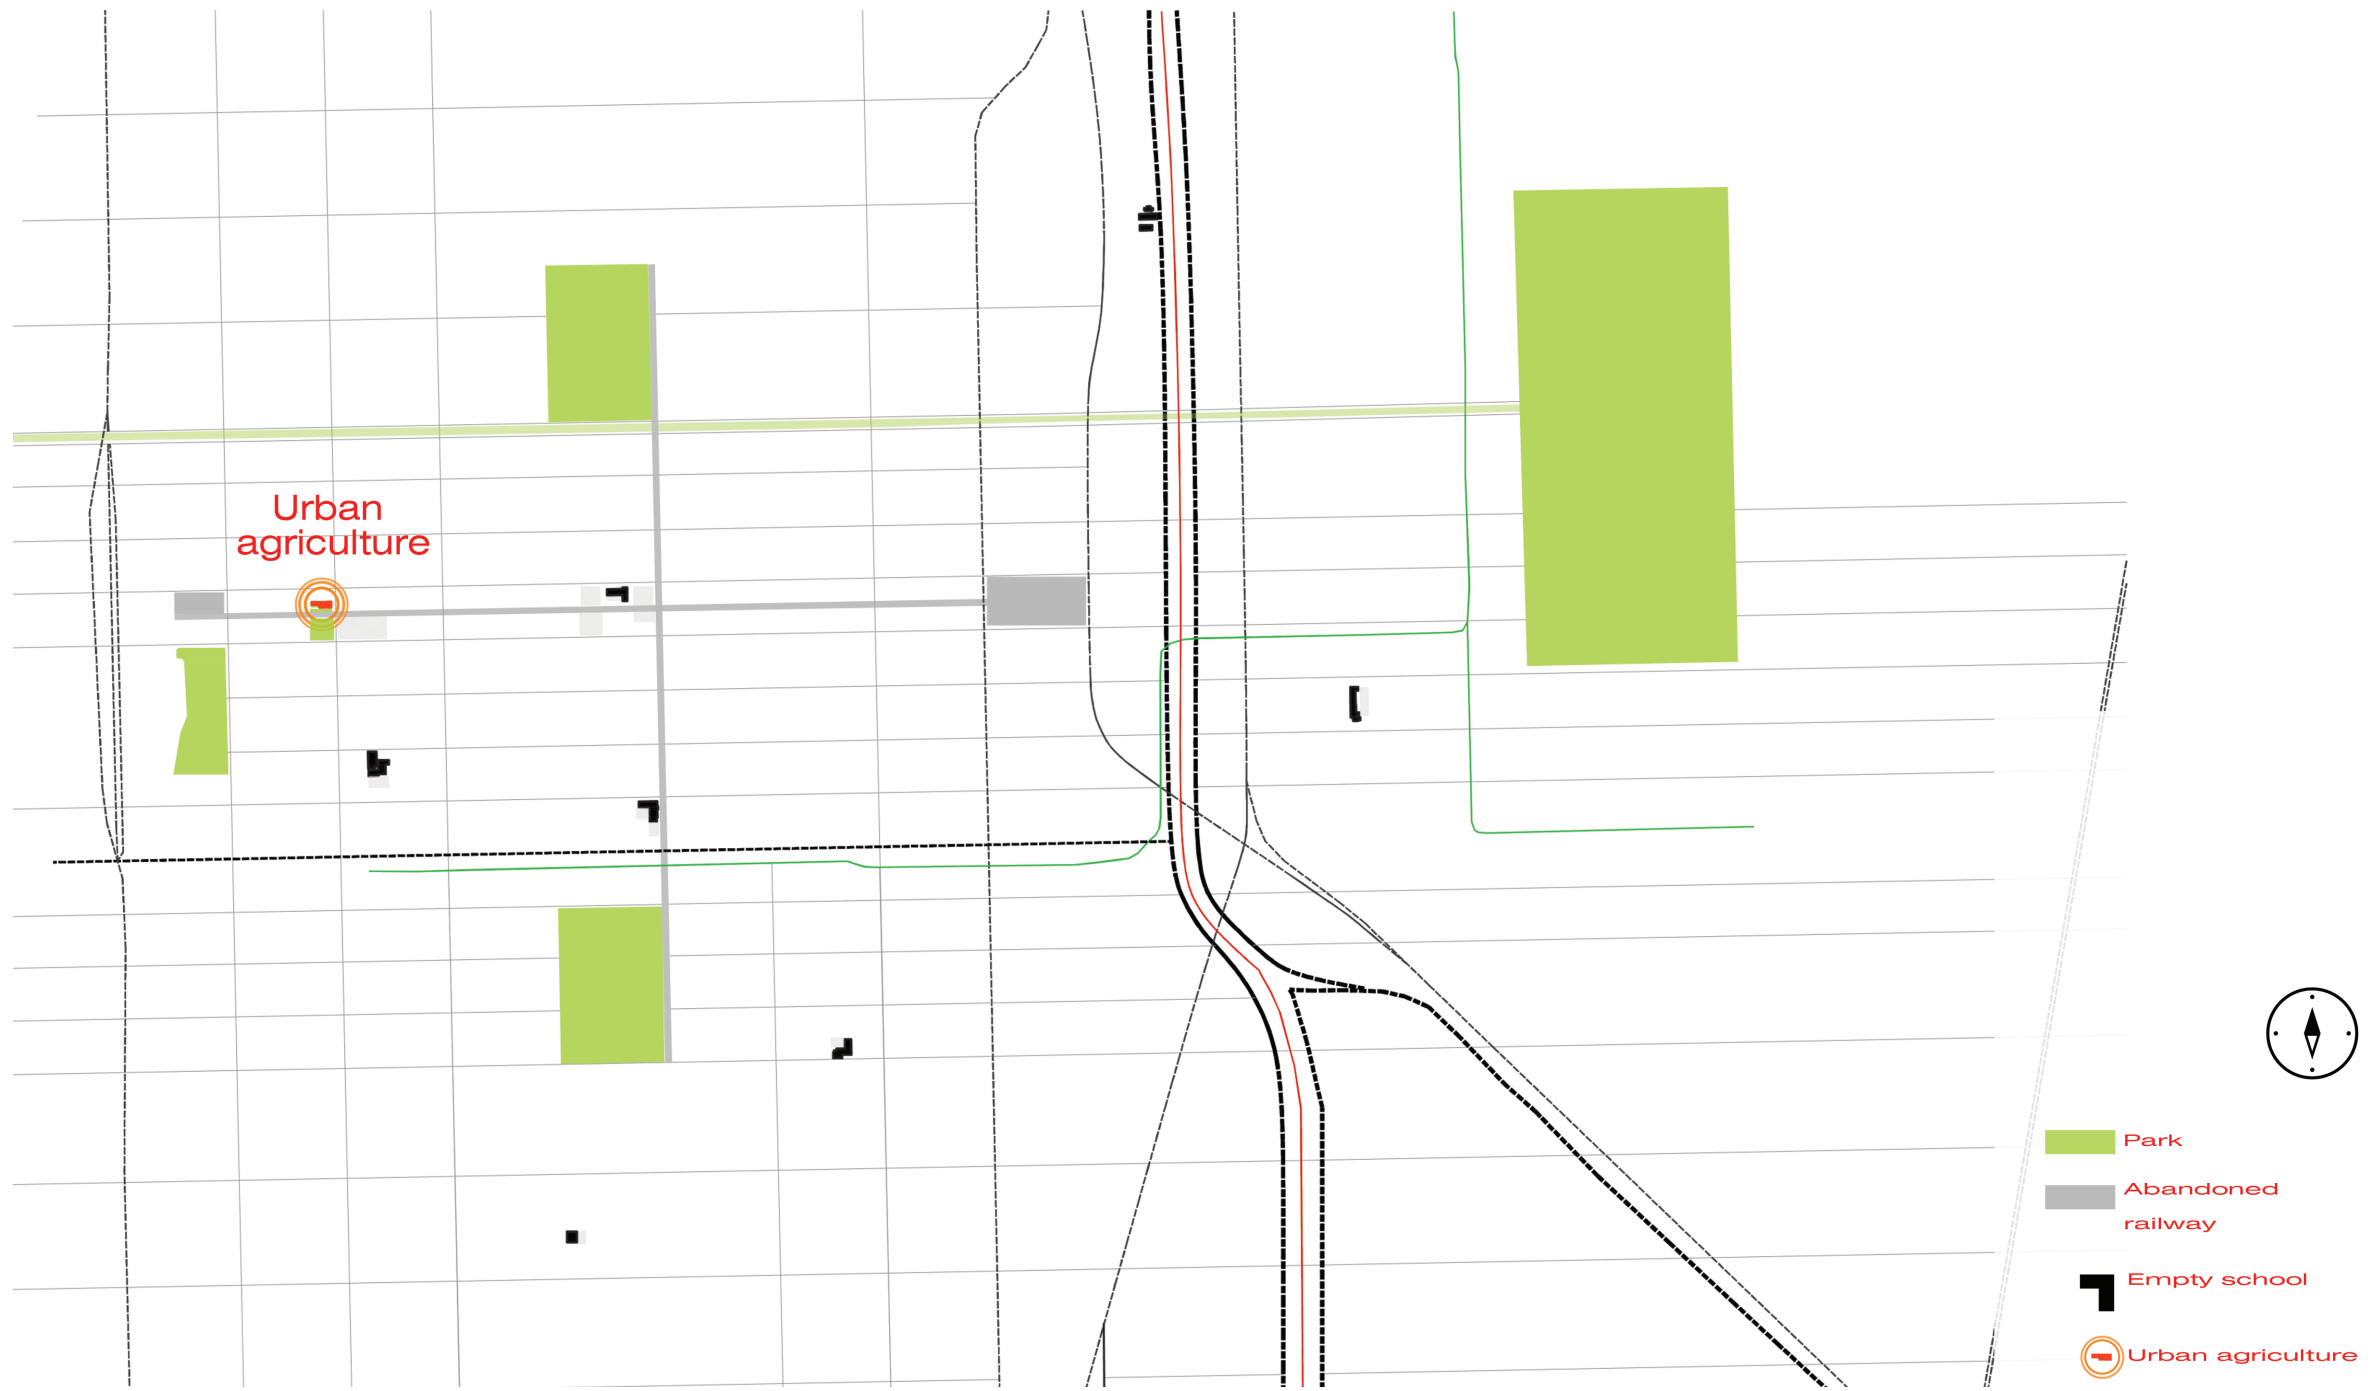 Urban
agriculture
Park
Abandoned
railway
Empty school
Urban agriculture